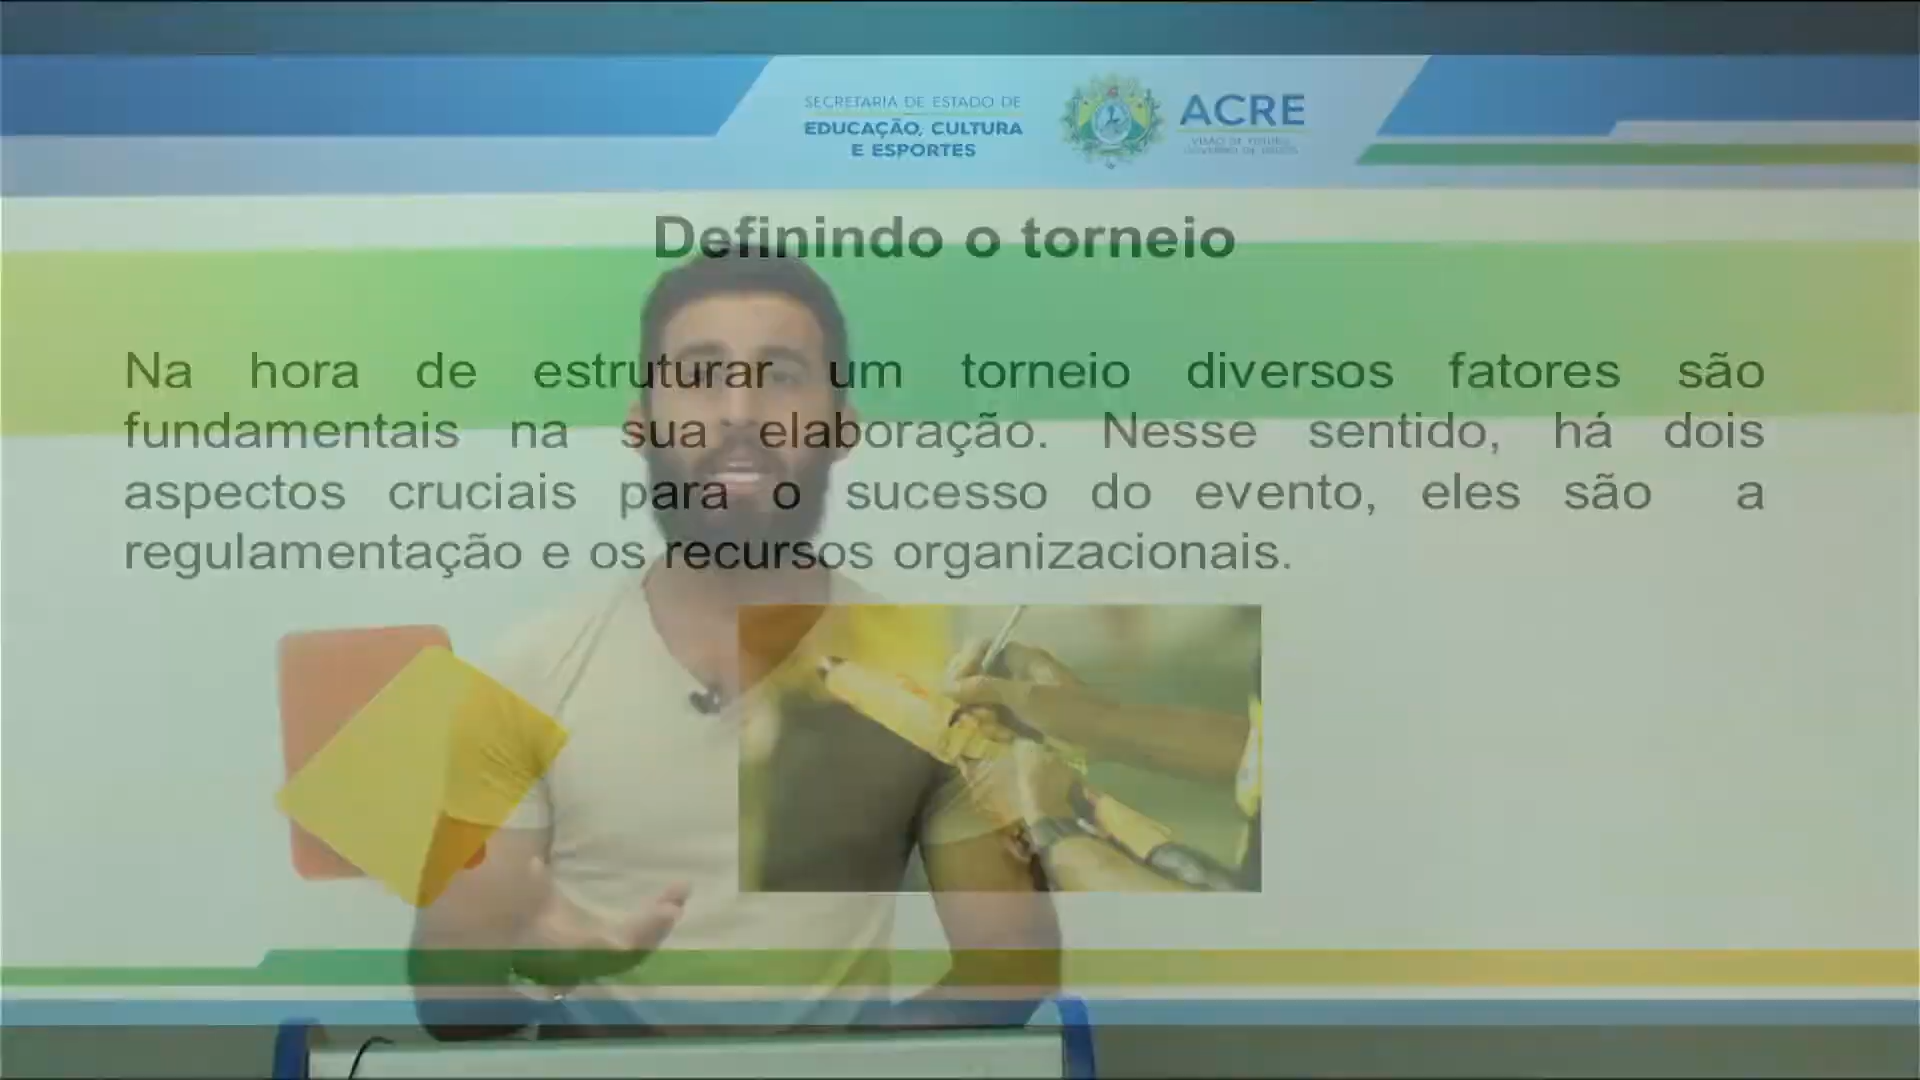 SECRETARIA DE ESTADO DE
EDUCAÇÃO, CULTURA
E ESPORTES
ACRE
Definindo o torneio
Na hora de estruturar um torneio diversos fatores são
fundamentais na sua elaboração. Nesse sentido, há dois
aspectos cruciais para o sucesso do evento, eles são a
regulamentação e os recursos organizacionais.